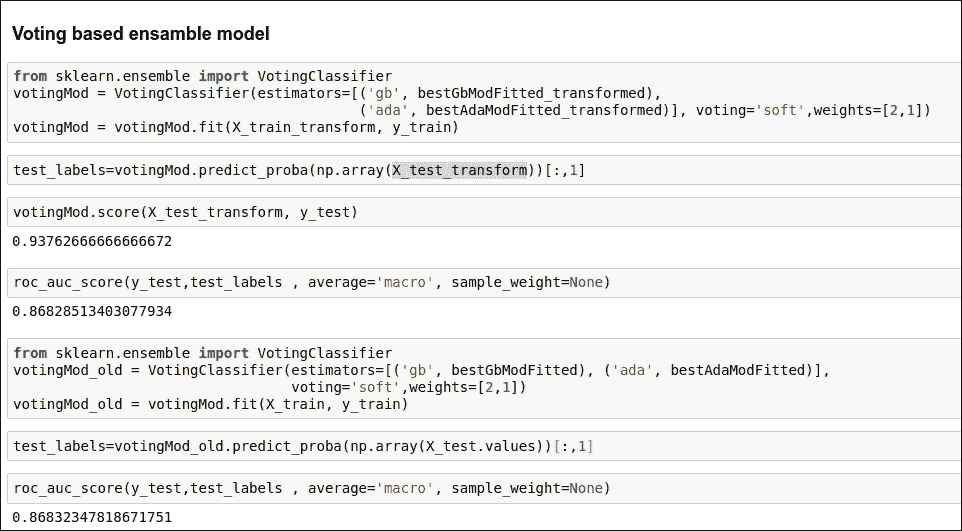 Voting based ensamble model
from sklearn.ensemble import VotingClassifier
votingMod = VotingClassifier(estimators=[('gb', bestGbModFitted_transformed),
('ada', bestAdaModFitted_transformed)], voting='soft',weights=[2,1])
votingMod = votingMod.fit(X_train_transform, y_train)
test_labels=votingMod.predict_proba(np.array(X_test_transform))[:,1]
votingMod.score(X_test_transform, y_test)
0.93762666666666672
roc_auc_score(y_test,test_labels , average='macro', sample_weight=None)
0.86828513403077934
from sklearn.ensemble import VotingClassifier
votingMod_old = VotingClassifier(estimators=[('gb', bestGbModFitted), ('ada', bestAdaModFitted)],
voting='soft',weights=[2,1])
votingMod_old = votingMod.fit(X_train, y_train)
test_labels=votingMod_old.predict_proba(np.array(X_test.values))[:,1]
roc_auc_score(y_test,test_labels , average='macro', sample_weight=None)
0.86832347818671751